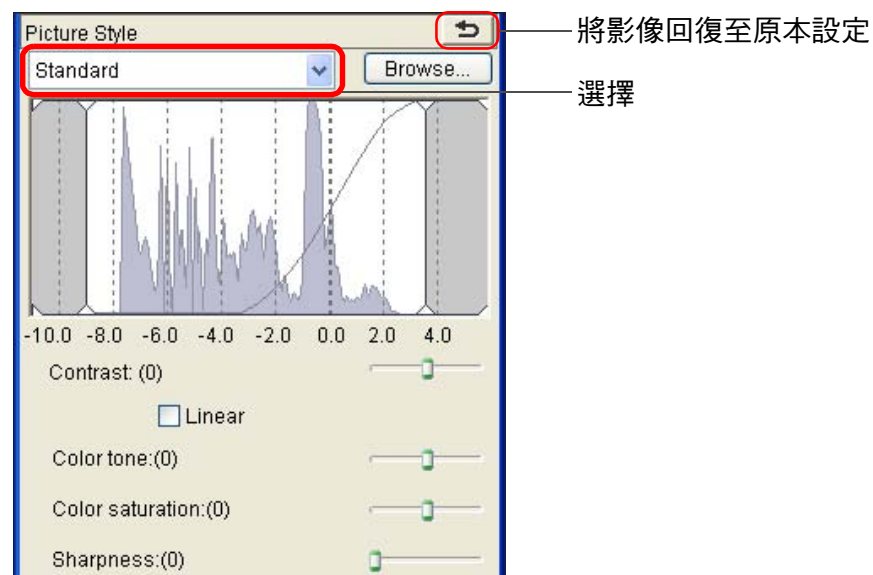 Picture Style
將影像回復至原本設定
Standard
Browse...
選擇
-10.0 -8.0 -6.0 -4.0 -2.0 0.0 2.0 4.0
Contrast: (0)
Linear
Color tone:(0)
Color saturation:(0)
Sharpness:(0)